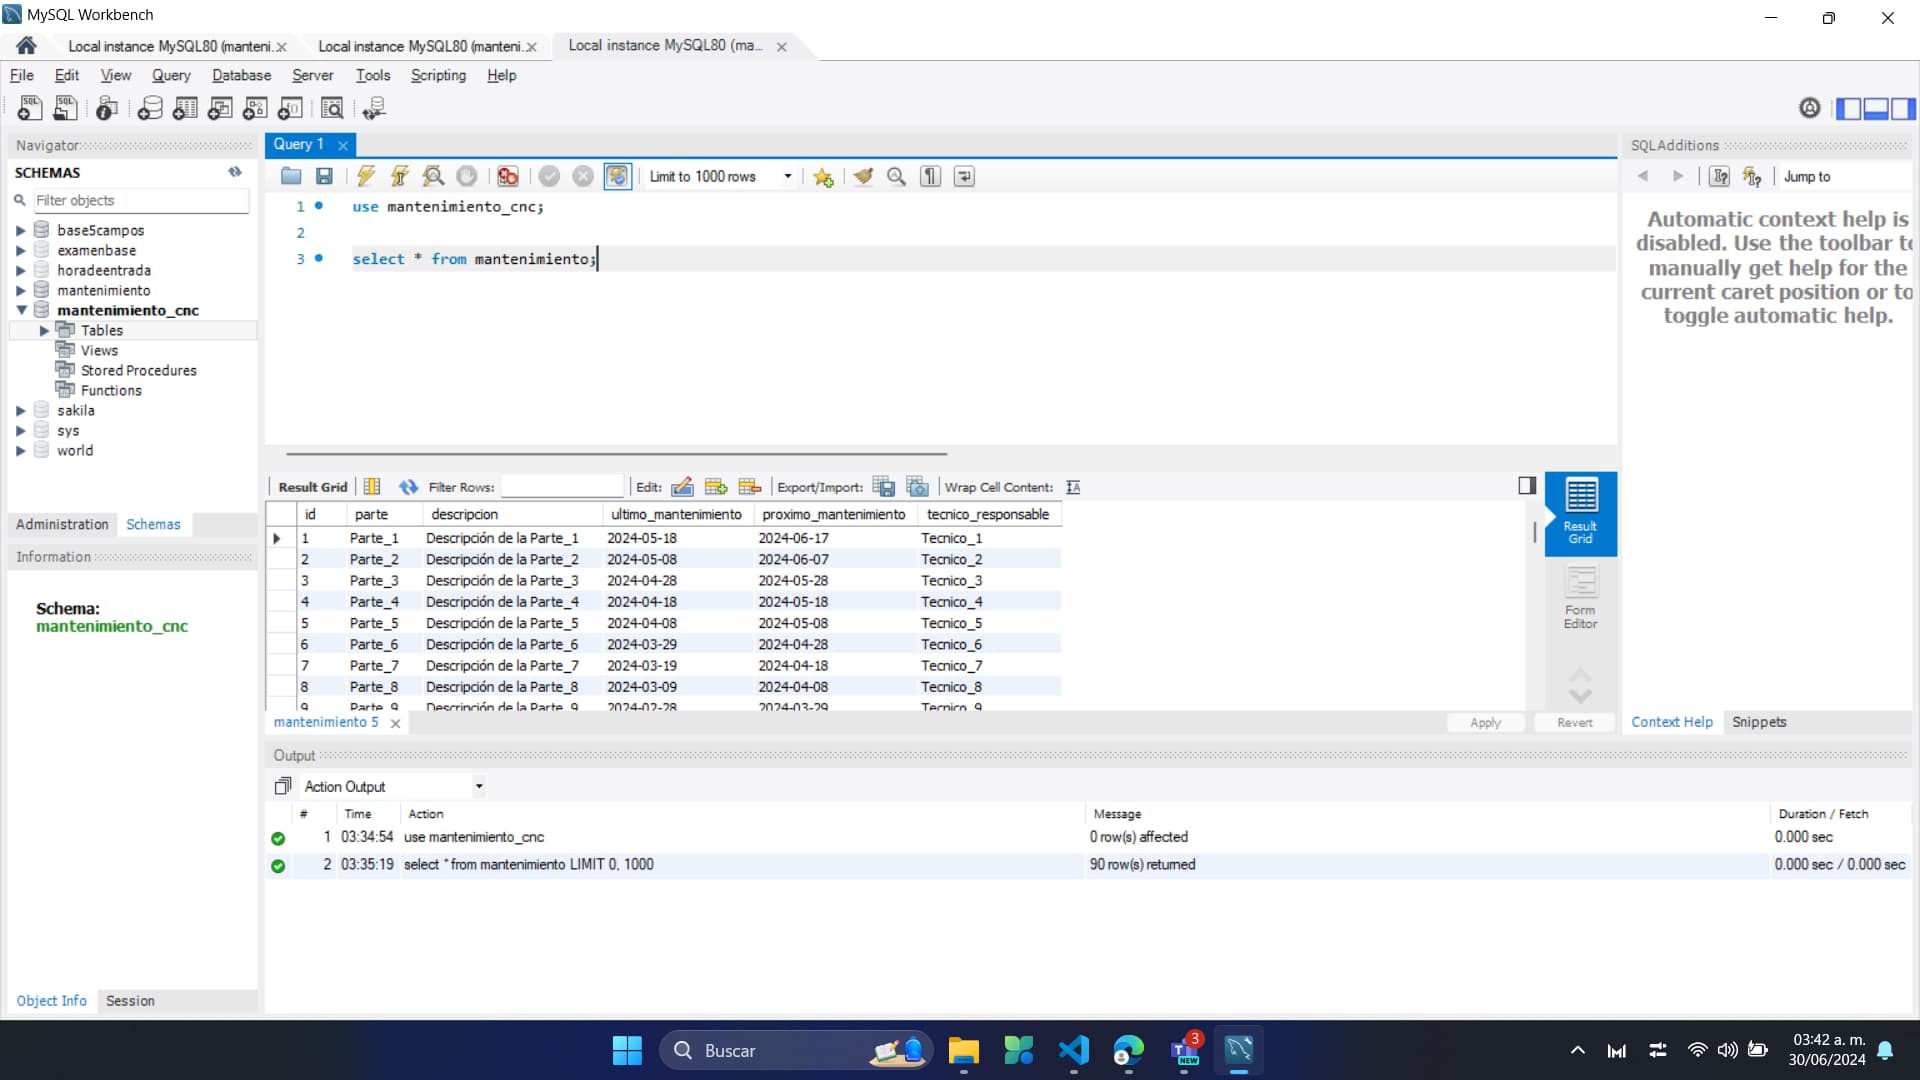 MySQL Workbench
Local instance MySQL80 (manteni.
Local instance MySQL80 (manteni.
Local instance MySQL80 (ma...
File Edit View Query Database Server Tools Scripting Help
Navigator
SCHEMAS
Filter objects
base5campos
examenbase
horadeentrada
mantenimiento
mantenimiento_cnc
Tables
Views
Stored Procedures
Functions
sakila
sys
world
Administration Schemas
Information
Schema:
mantenimiento_cnc
Object Info Session
Query 1
Limit to 1000 rows
1 use mantenimiento_cnc;
2
3 select * from mantenimiento;
Result Grid Filter Rows: Edit: Export/Import: Wrap Cell Content:
id parte descripcion ultimo_mantenimiento proximo_mantenimiento tecnico_responsable
1 Parte_1 Descripción de la Parte_1 2024-05-18 2024-06-17 Tecnico_1
2 Parte_2 Descripción de la Parte_2 2024-05-08 2024-06-07 Tecnico_2
3 Parte_3 Descripción de la Parte_3 2024-04-28 2024-05-28 Tecnico_3
4 Parte_4 Descripción de la Parte_4 2024-04-18 2024-05-18 Tecnico_4
5 Parte_5 Descripción de la Parte_5 2024-04-08 2024-05-08 Tecnico_5
6 Parte_6 Descripción de la Parte_6 2024-03-29 2024-04-28 Tecnico_6
7 Parte_7 Descripción de la Parte_7 2024-03-19 2024-04-18 Tecnico_7
8 Parte_8 Descripción de la Parte_8 2024-03-09 2024-04-08 Tecnico_8
9 Parte_9 Descripción de la Parte_9 2024-02-28 2024-03-29 Tecnico_9
Result
Grid
Form
Editor
mantenimiento 5
Apply Revert
SQLAdditions
Jump to
Automatic context help is
disabled. Use the toolbar to
manually get help for the
current caret position or to
toggle automatic help.
Context Help Snippets
Output
Action Output
# Time Action Message Duration / Fetch
1 03:34:54 use mantenimiento_cnc 0 row(s) affected 0.000 sec
2 03:35:19 select * from mantenimiento LIMIT 0, 1000 90 row(s) returned 0.000 sec / 0.000 sec
Buscar
3
NEW
03:42 a. m.
30/06/2024